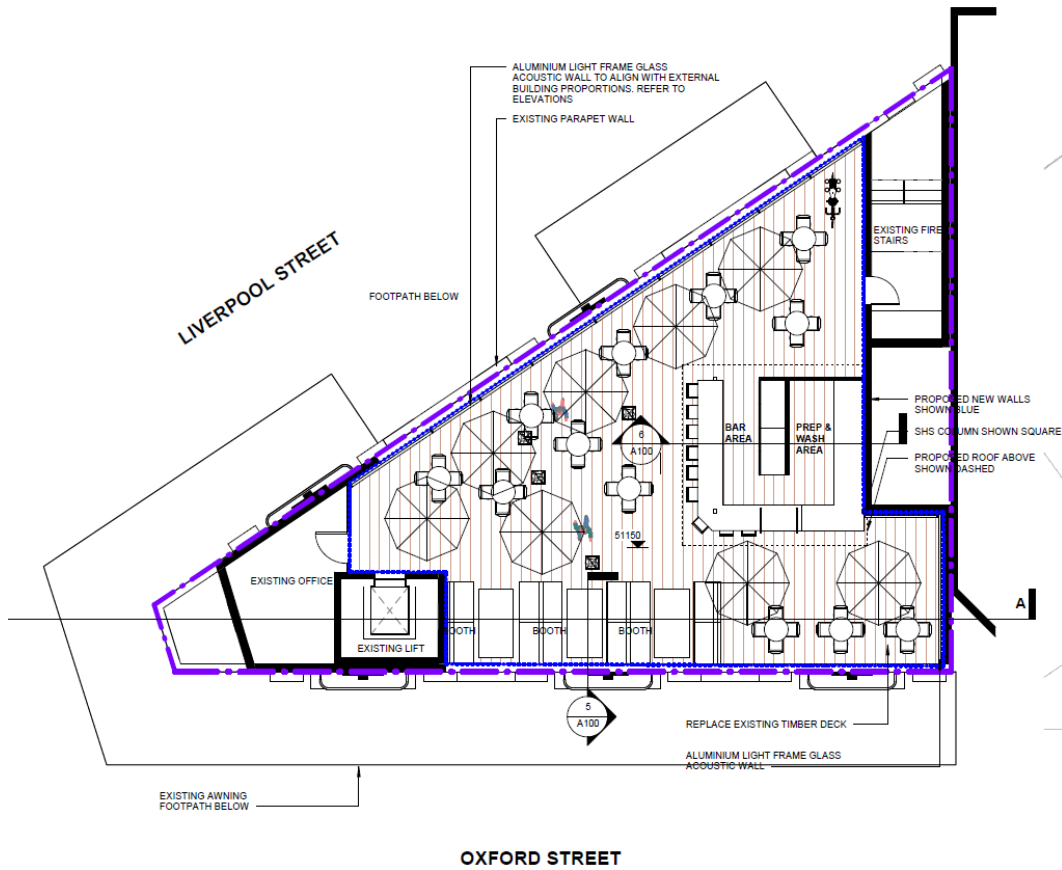 ALUMINIUM LIGHT FRAME GLASS
ACOUSTIC WALL TO ALIGN WITH EXTERNAL
BUILDING PROPORTIONS. REFER TO
ELEVATIONS
EXISTING PARAPET WALL
LIVERPOOL STREET
FOOTPATH BELOW
EXISTING FIRE
STAIRS
PROPOSED NEW WALLS
SHOWN BLUE
SHS COLUMN SHOWN SQUARE
PROPOSED ROOF ABOVE
SHOWN DASHED
BAR
AREA
PREP &
WASH
AREA
6
A100
51150
EXISTING OFFICE
EXISTING LIFT
BOOTH
BOOTH
BOOTH
A
5
A100
REPLACE EXISTING TIMBER DECK
ALUMINIUM LIGHT FRAME GLASS
ACOUSTIC WALL
EXISTING AWNING
FOOTPATH BELOW
OXFORD STREET